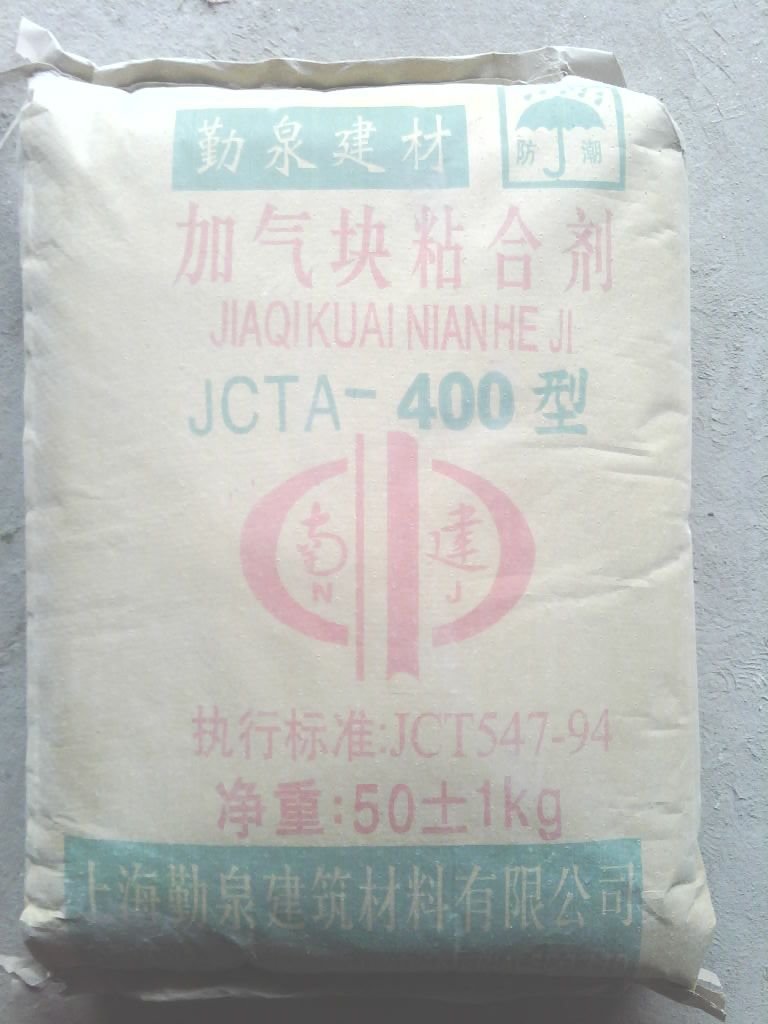 勤泉建材
防潮
加气块粘合剂
JIAQIKUAI NIANHE JI
JCTA-400型
南 建
N J
执行标准:JCT547-94
净重:50±1kg
上海勤泉建筑材料有限公司